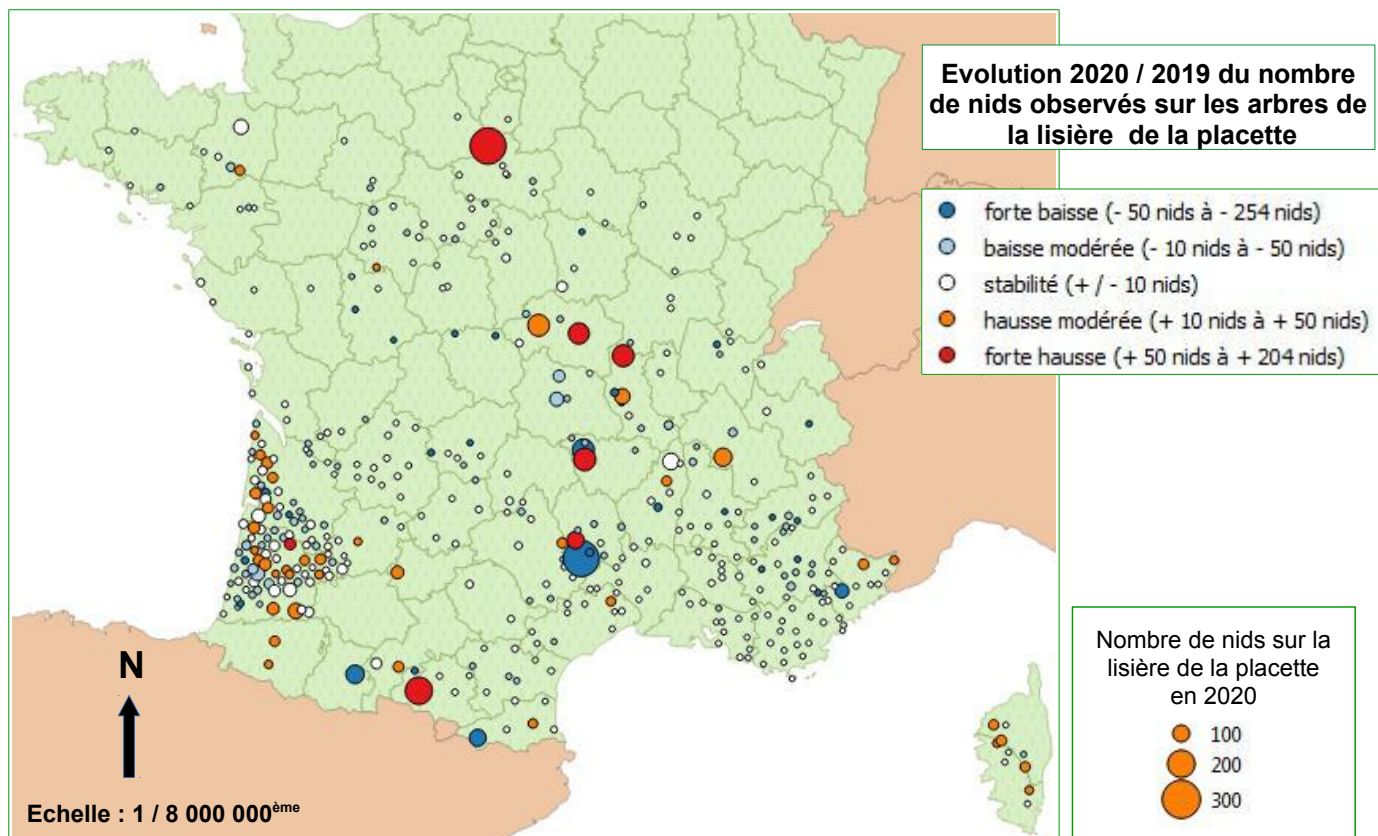 Evolution 2020 / 2019 du nombre
de nids observés sur les arbres de
la lisière de la placette
forte baisse (- 50 nids à - 254 nids)
baisse modérée (- 10 nids à - 50 nids)
stabilité (+ / - 10 nids)
hausse modérée (+ 10 nids à + 50 nids)
forte hausse (+ 50 nids à + 204 nids)
Nombre de nids sur la
lisière de la placette
en 2020
100
200
300
N
Echelle : 1 / 8 000 000ème